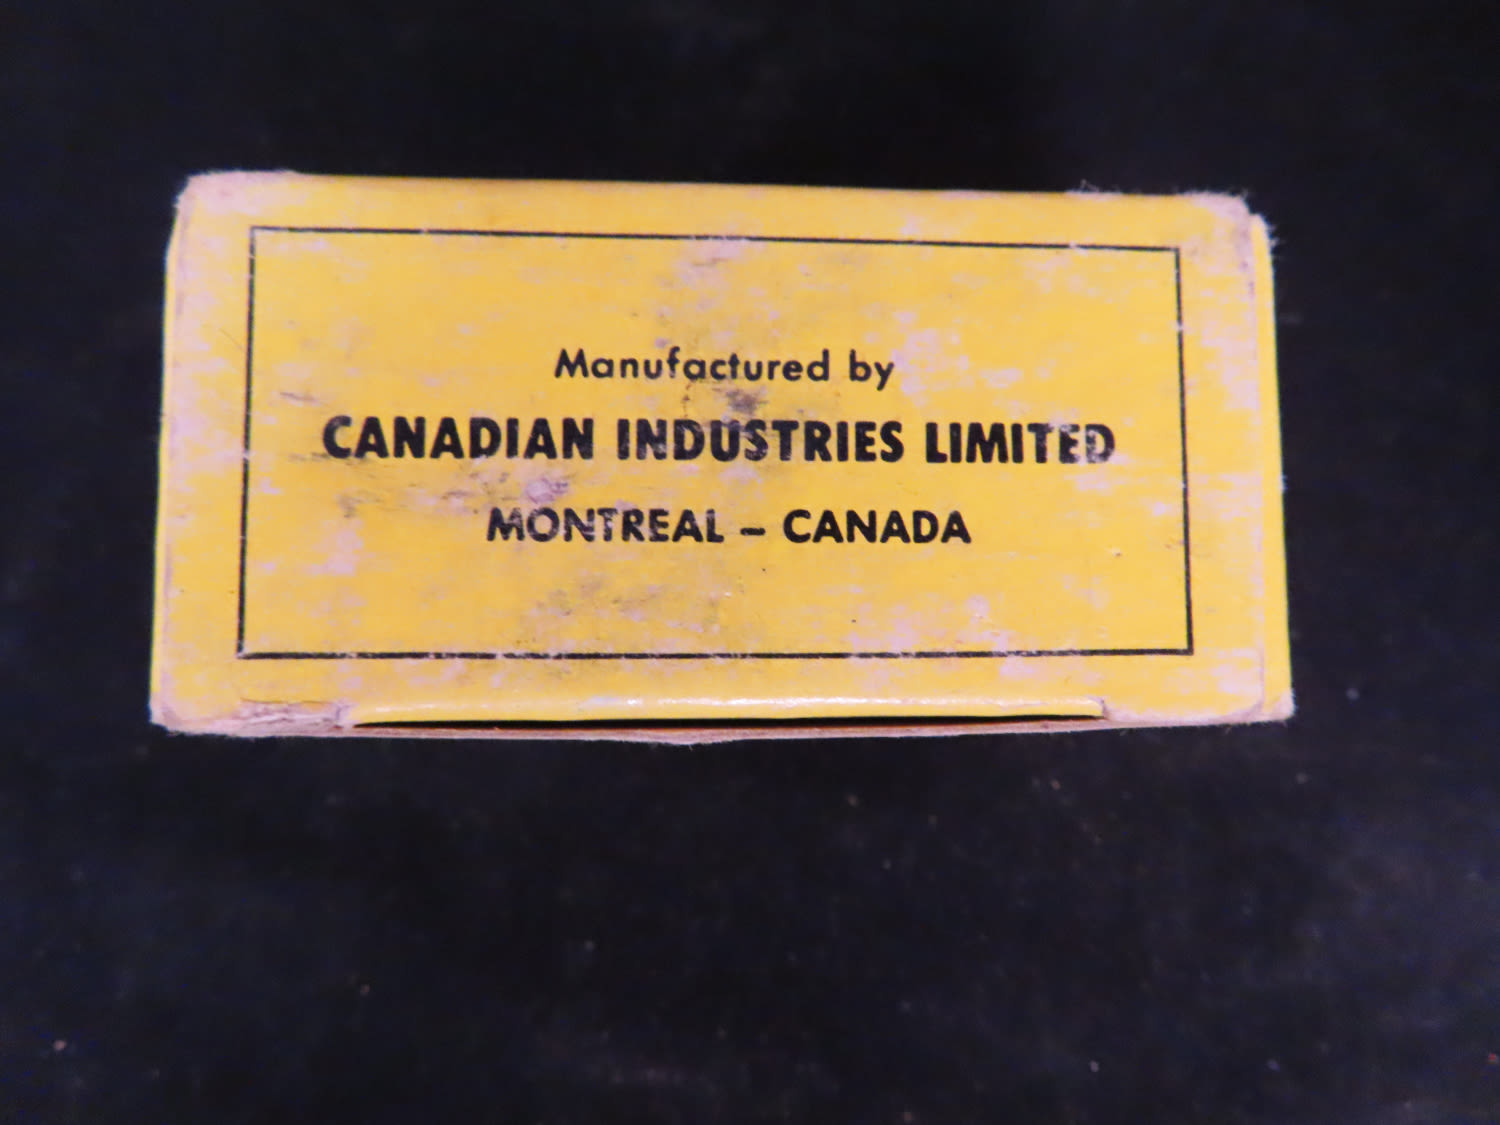 Manufactured by
CANADIAN INDUSTRIES LIMITED
MONTREAL – CANADA